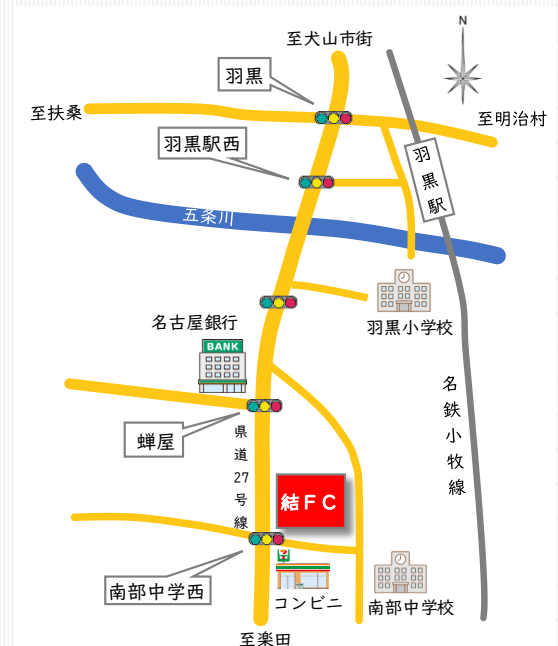 至犬山市街
N
羽黒
至扶桑
至明治村
羽黒駅西
羽黒駅
五条川
羽黒小学校
名古屋銀行
BANK
名鉄小牧線
蝉屋
県道27号線
結FC
7
南部中学西
コンビニ
南部中学校
至楽田